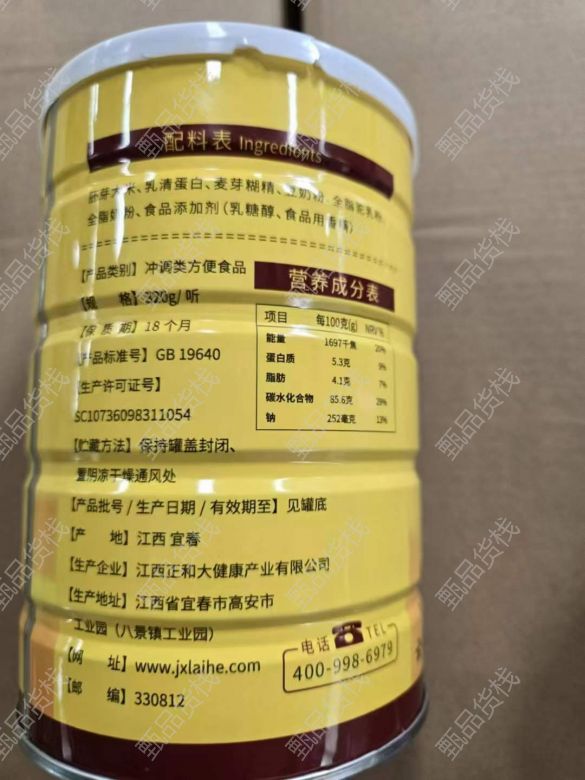 配料表 Ingredients
胚芽大米、乳清蛋白、麦芽糊精、豆奶粉、全脂驼乳粉、
全脂奶粉、食品添加剂(乳糖醇、食品用香精)
【产品类别】冲调类方便食品
【规 格】320g/听
【保质期】18个月
【产品标准号】GB 19640
【生产许可证号】
SC10736098311054
【贮藏方法】保持罐盖封闭、
置阴凉干燥通风处
【产品批号/生产日期/有效期至】见罐底
【产 地】江西 宜春
【生产企业】江西正和大健康产业有限公司
【生产地址】江西省宜春市高安市
工业园(八景镇工业园)
【网 址】www.jxlaihe.com
【邮 编】330812
营养成分表
项目 每100克(g) NRV%
能量 1697千焦 20%
蛋白质 5.3克 9%
脂肪 4.1克 7%
碳水化合物 85.6克 29%
钠 252毫克 13%
电话 TEL
400-998-6979
甄品货栈